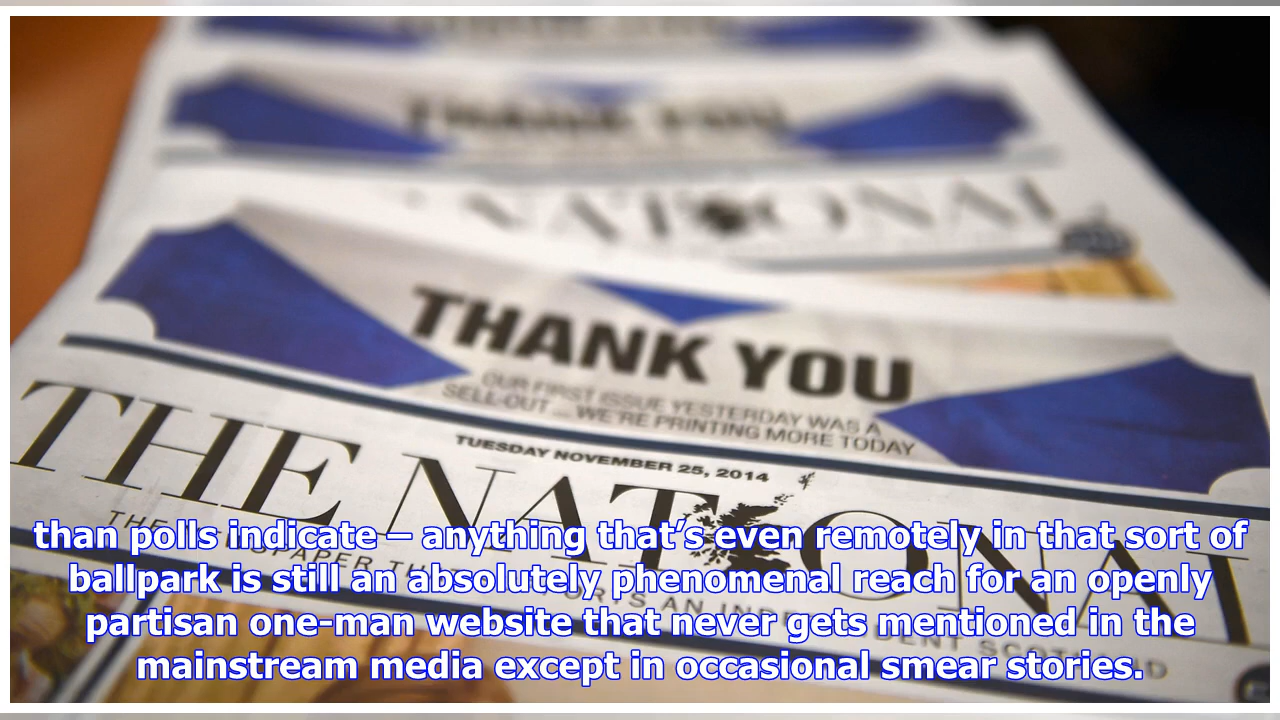 THANK YOU
NATIONAL
THANK YOU
OUR FIRST ISSUE YESTERDAY WAS A
SELL-OUT ... WE'RE PRINTING MORE TODAY
TUESDAY NOVEMBER 25, 2014
THE NATIONAL
than polls indicate – anything that’s even remotely in that sort of
ballpark is still an absolutely phenomenal reach for an openly
partisan one-man website that never gets mentioned in the
mainstream media except in occasional smear stories.